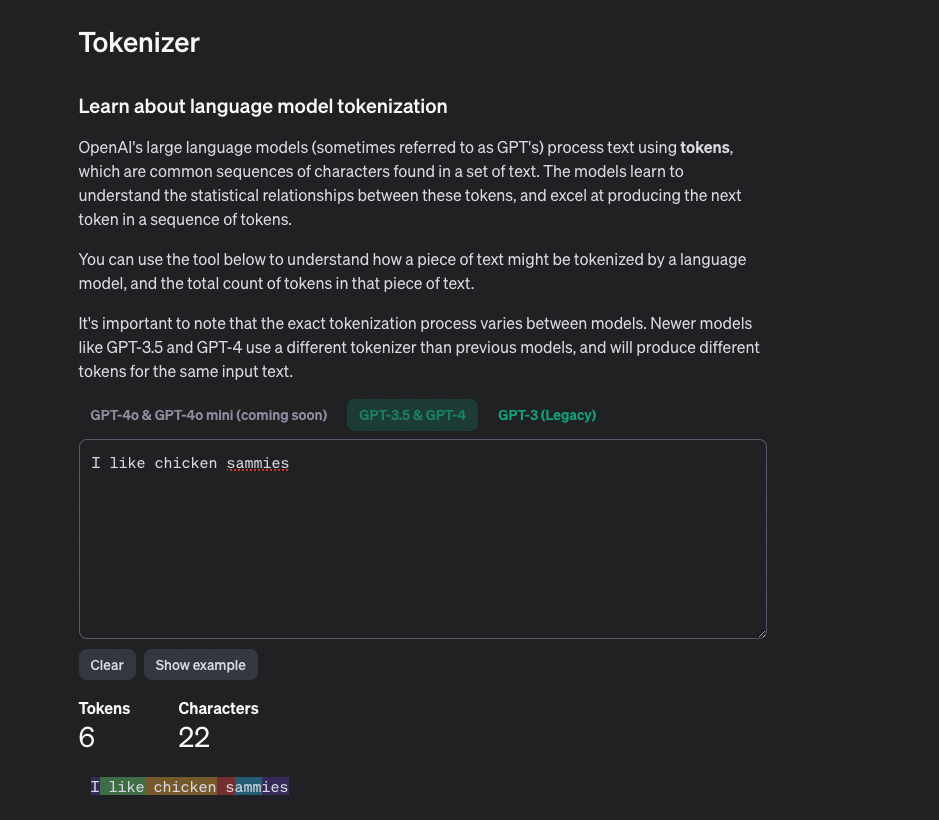 Tokenizer
Learn about language model tokenization
OpenAI's large language models (sometimes referred to as GPT's) process text using tokens,
which are common sequences of characters found in a set of text. The models learn to
understand the statistical relationships between these tokens, and excel at producing the next
token in a sequence of tokens.
You can use the tool below to understand how a piece of text might be tokenized by a language
model, and the total count of tokens in that piece of text.
It's important to note that the exact tokenization process varies between models. Newer models
like GPT-3.5 and GPT-4 use a different tokenizer than previous models, and will produce different
tokens for the same input text.
GPT-4o & GPT-4o mini (coming soon) GPT-3.5 & GPT-4 GPT-3 (Legacy)
I like chicken sammies
Clear Show example
Tokens Characters
6 22
I like chicken sammies